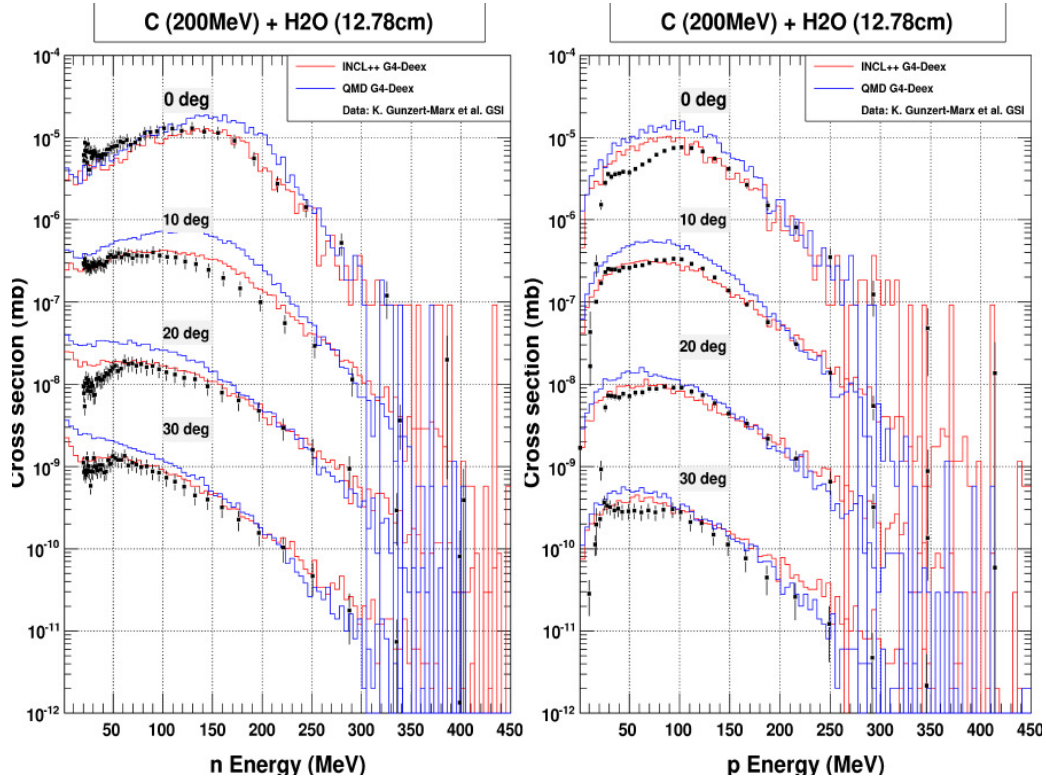 C (200MeV) + H2O (12.78cm)
INCL++ G4-Deex
QMD G4-Deex
Data: K. Gunzert-Marx et al. GSI
0 deg
10 deg
20 deg
30 deg
Cross section (mb)
10-4
10-5
10-6
10-7
10-8
10-9
10-10
10-11
10-12
50 100 150 200 250 300 350 400 450
n Energy (MeV)
C (200MeV) + H2O (12.78cm)
INCL++ G4-Deex
QMD G4-Deex
Data: K. Gunzert-Marx et al. GSI
0 deg
10 deg
20 deg
30 deg
Cross section (mb)
10-4
10-5
10-6
10-7
10-8
10-9
10-10
10-11
10-12
50 100 150 200 250 300 350 400 450
p Energy (MeV)